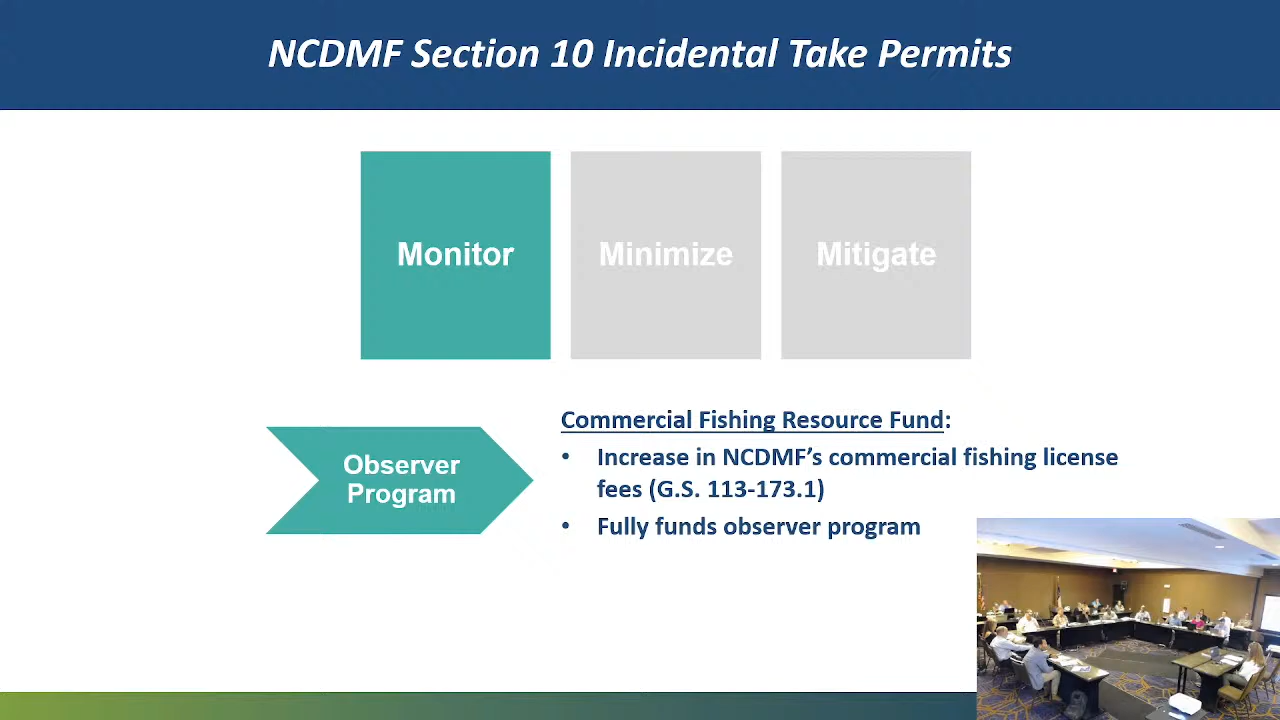 NCDMF Section 10 Incidental Take Permits
Monitor
Minimize
Mitigate
Observer
Program
Commercial Fishing Resource Fund:
• Increase in NCDMF’s commercial fishing license
fees (G.S. 113-173.1)
• Fully funds observer program